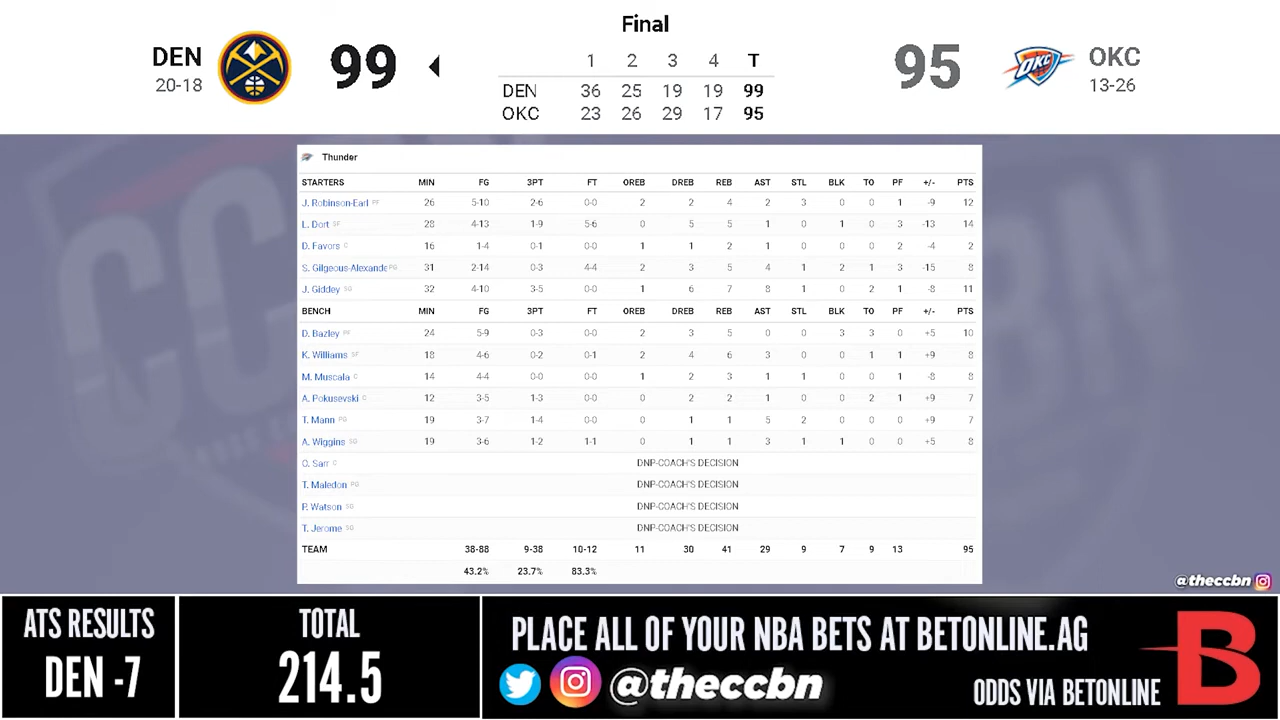 Final
DEN 99 95 OKC
20-18 13-26
1 2 3 4 T
DEN 36 25 19 19 99
OKC 23 26 29 17 95
Thunder
STARTERS MIN FG 3PT FT OREB DREB REB AST STL BLK TO PF +/- PTS
J. Robinson-Earl PF 26 5-10 2-6 0-0 2 2 4 2 3 0 0 1 -9 12
L. Dort SF 28 4-13 1-9 5-6 0 5 5 1 0 1 0 3 -13 14
D. Favors C 16 1-4 0-1 0-0 1 1 2 1 0 0 0 2 -4 2
S. Gilgeous-Alexande PG 31 2-14 0-3 4-4 2 3 5 4 1 2 1 3 -15 8
J. Giddey SG 32 4-10 3-5 0-0 1 6 7 8 1 0 2 1 -8 11
BENCH MIN FG 3PT FT OREB DREB REB AST STL BLK TO PF +/- PTS
D. Bazley PF 24 5-9 0-3 0-0 2 3 5 0 0 3 3 0 +5 10
K. Williams SF 18 4-6 0-2 0-1 2 4 6 3 0 0 1 1 +9 8
M. Muscala C 14 4-4 0-0 0-0 1 2 3 1 1 0 0 1 -8 8
A. Pokusevski C 12 3-5 1-3 0-0 0 2 2 1 0 0 2 1 +9 7
T. Mann PG 19 3-7 1-4 0-0 0 1 1 5 2 0 0 0 +9 7
A. Wiggins SG 19 3-6 1-2 1-1 0 1 1 3 1 1 0 0 +5 8
O. Sarr C DNP-COACH'S DECISION
T. Maledon PG DNP-COACH'S DECISION
P. Watson SG DNP-COACH'S DECISION
T. Jerome SG DNP-COACH'S DECISION
TEAM 38-88 9-38 10-12 11 30 41 29 9 7 9 13 95
43.2% 23.7% 83.3%
@theccbn
ATS RESULTS
DEN -7
TOTAL
214.5
PLACE ALL OF YOUR NBA BETS AT BETONLINE.AG
@theccbn
ODDS VIA BETONLINE
B